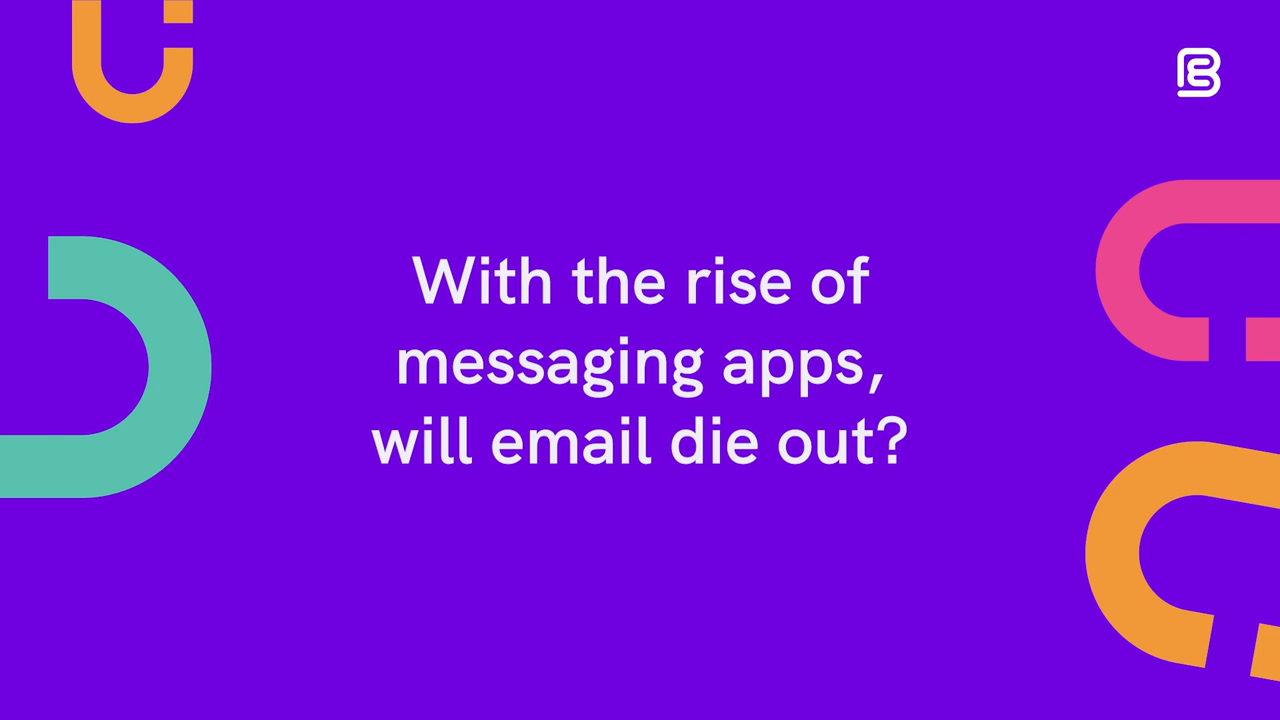 With the rise of
messaging apps,
will email die out?